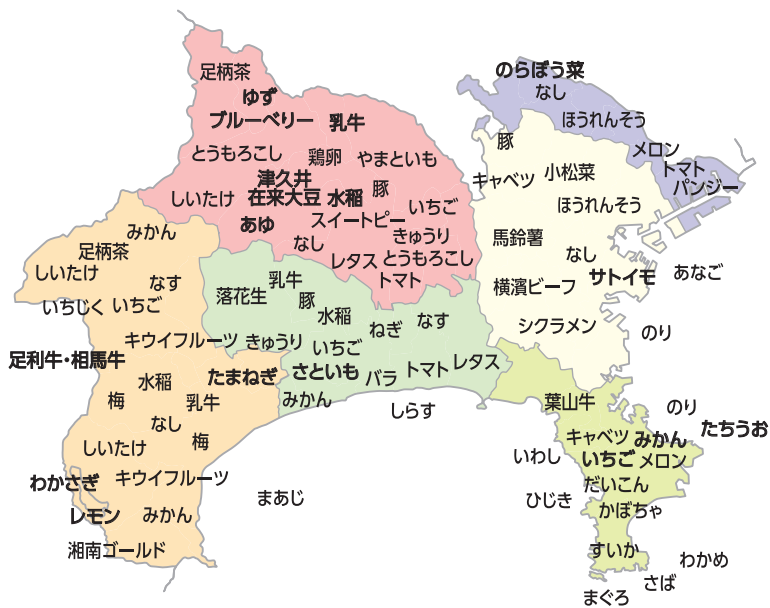 足柄茶
ゆず
ブルーベリー
乳牛
とうもろこし
鶏卵
やまといも
津久井
在来大豆
水稲
豚
しいたけ
いちご
スイートピー
あゆ
きゅうり
なし
レタス
とうもろこし
トマト
のらぼう菜
なし
ほうれんそう
メロン
トマト
パンジー
豚
キャベツ
小松菜
ほうれんそう
馬鈴薯
なし
サトイモ
横濱ビーフ
シクラメン
あなご
のり
みかん
足柄茶
しいたけ
なす
いちじく
いちご
キウイフルーツ
足利牛・相馬牛
たまねぎ
水稲
梅
乳牛
なし
梅
しいたけ
わかさぎ
キウイフルーツ
レモン
みかん
湘南ゴールド
まあじ
乳牛
落花生
豚
水稲
ねぎ
なす
きゅうり
いちご
さといも
バラ
トマト
レタス
みかん
しらす
葉山牛
のり
たちうお
キャベツ
みかん
いわし
いちご
メロン
だいこん
ひじき
かぼちゃ
すいか
わかめ
さば
まぐろ